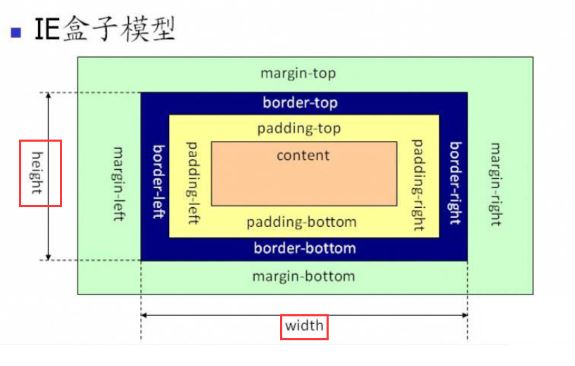 IE盒子模型
margin-top
border-top
padding-top
content
height
margin-left
border-left
padding-left
padding-right
border-right
margin-right
padding-bottom
border-bottom
margin-bottom
width